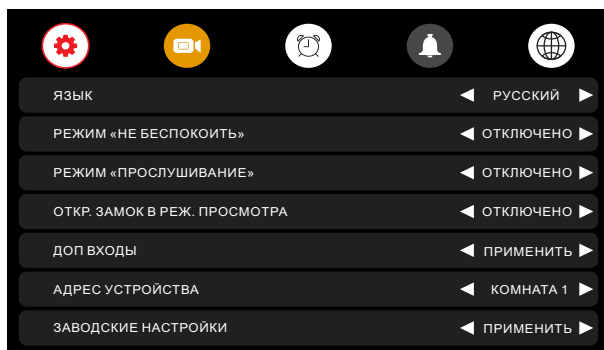 ЯЗЫК РУССКИЙ
РЕЖИМ «НЕ БЕСПОКОИТЬ» ОТКЛЮЧЕНО
РЕЖИМ «ПРОСЛУШИВАНИЕ» ОТКЛЮЧЕНО
ОТКР. ЗАМОК В РЕЖ. ПРОСМОТРА ОТКЛЮЧЕНО
ДОП ВХОДЫ ПРИМЕНИТЬ
АДРЕС УСТРОЙСТВА КОМНАТА 1
ЗАВОДСКИЕ НАСТРОЙКИ ПРИМЕНИТЬ